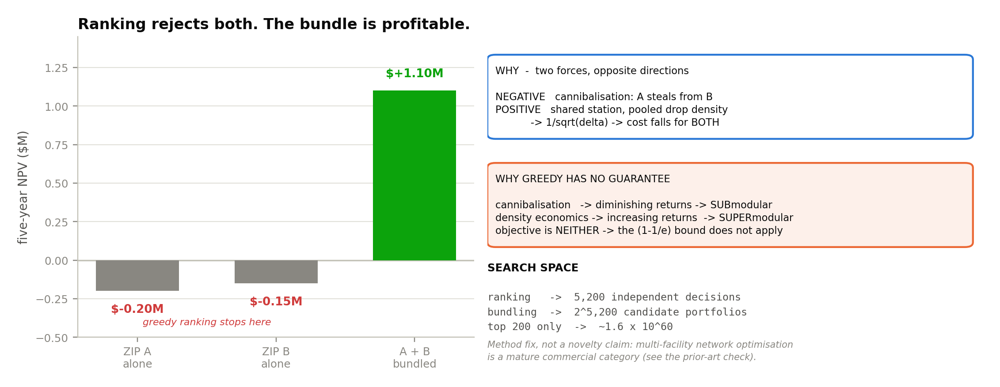 Ranking rejects both. The bundle is profitable.
five-year NPV ($M)
1.25
1.00
0.75
0.50
0.25
0.00
−0.25
−0.50
$+1.10M
$-0.20M
$-0.15M
greedy ranking stops here
ZIP A
alone
ZIP B
alone
A + B
bundled
WHY - two forces, opposite directions
NEGATIVE cannibalisation: A steals from B
POSITIVE shared station, pooled drop density
-> 1/sqrt(delta) -> cost falls for BOTH
WHY GREEDY HAS NO GUARANTEE
cannibalisation -> diminishing returns -> SUBmodular
density economics -> increasing returns -> SUPERmodular
objective is NEITHER -> the (1-1/e) bound does not apply
SEARCH SPACE
ranking -> 5,200 independent decisions
bundling -> 2^5,200 candidate portfolios
top 200 only -> ~1.6 x 10^60
Method fix, not a novelty claim: multi-facility network optimisation
is a mature commercial category (see the prior-art check).